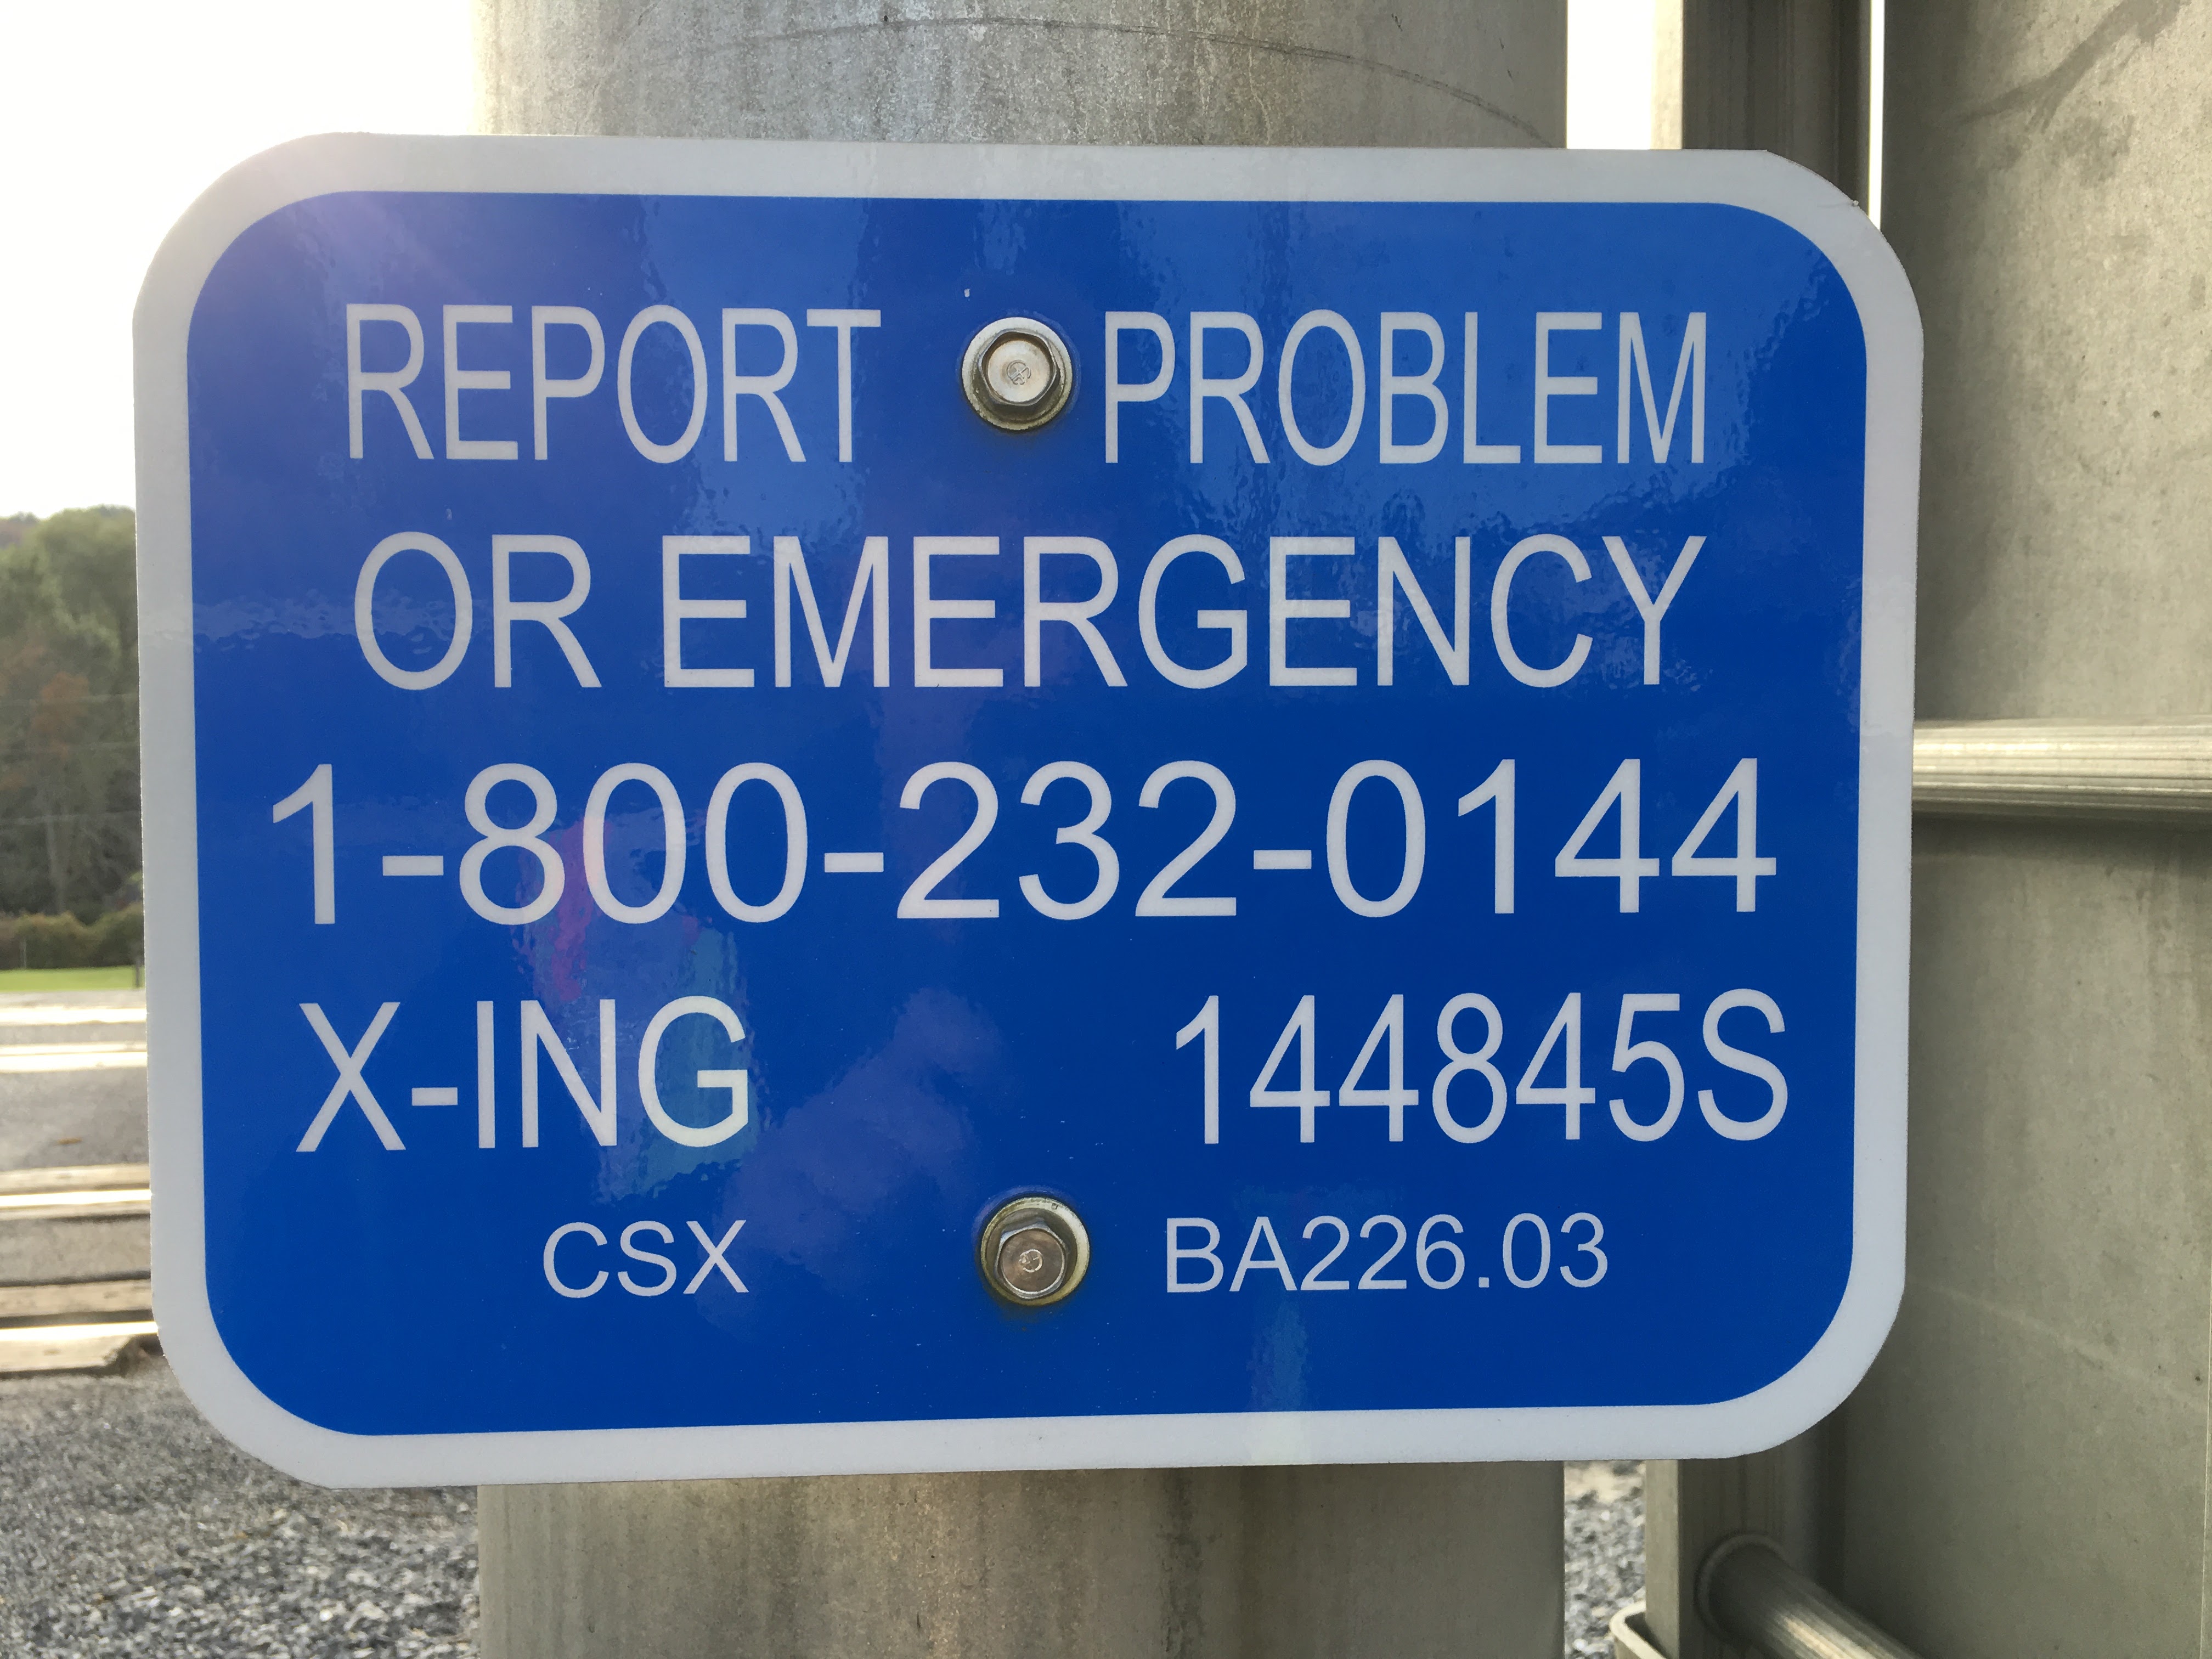 REPORT PROBLEM
OR EMERGENCY
1-800-232-0144
X-ING 144845S
CSX BA226.03